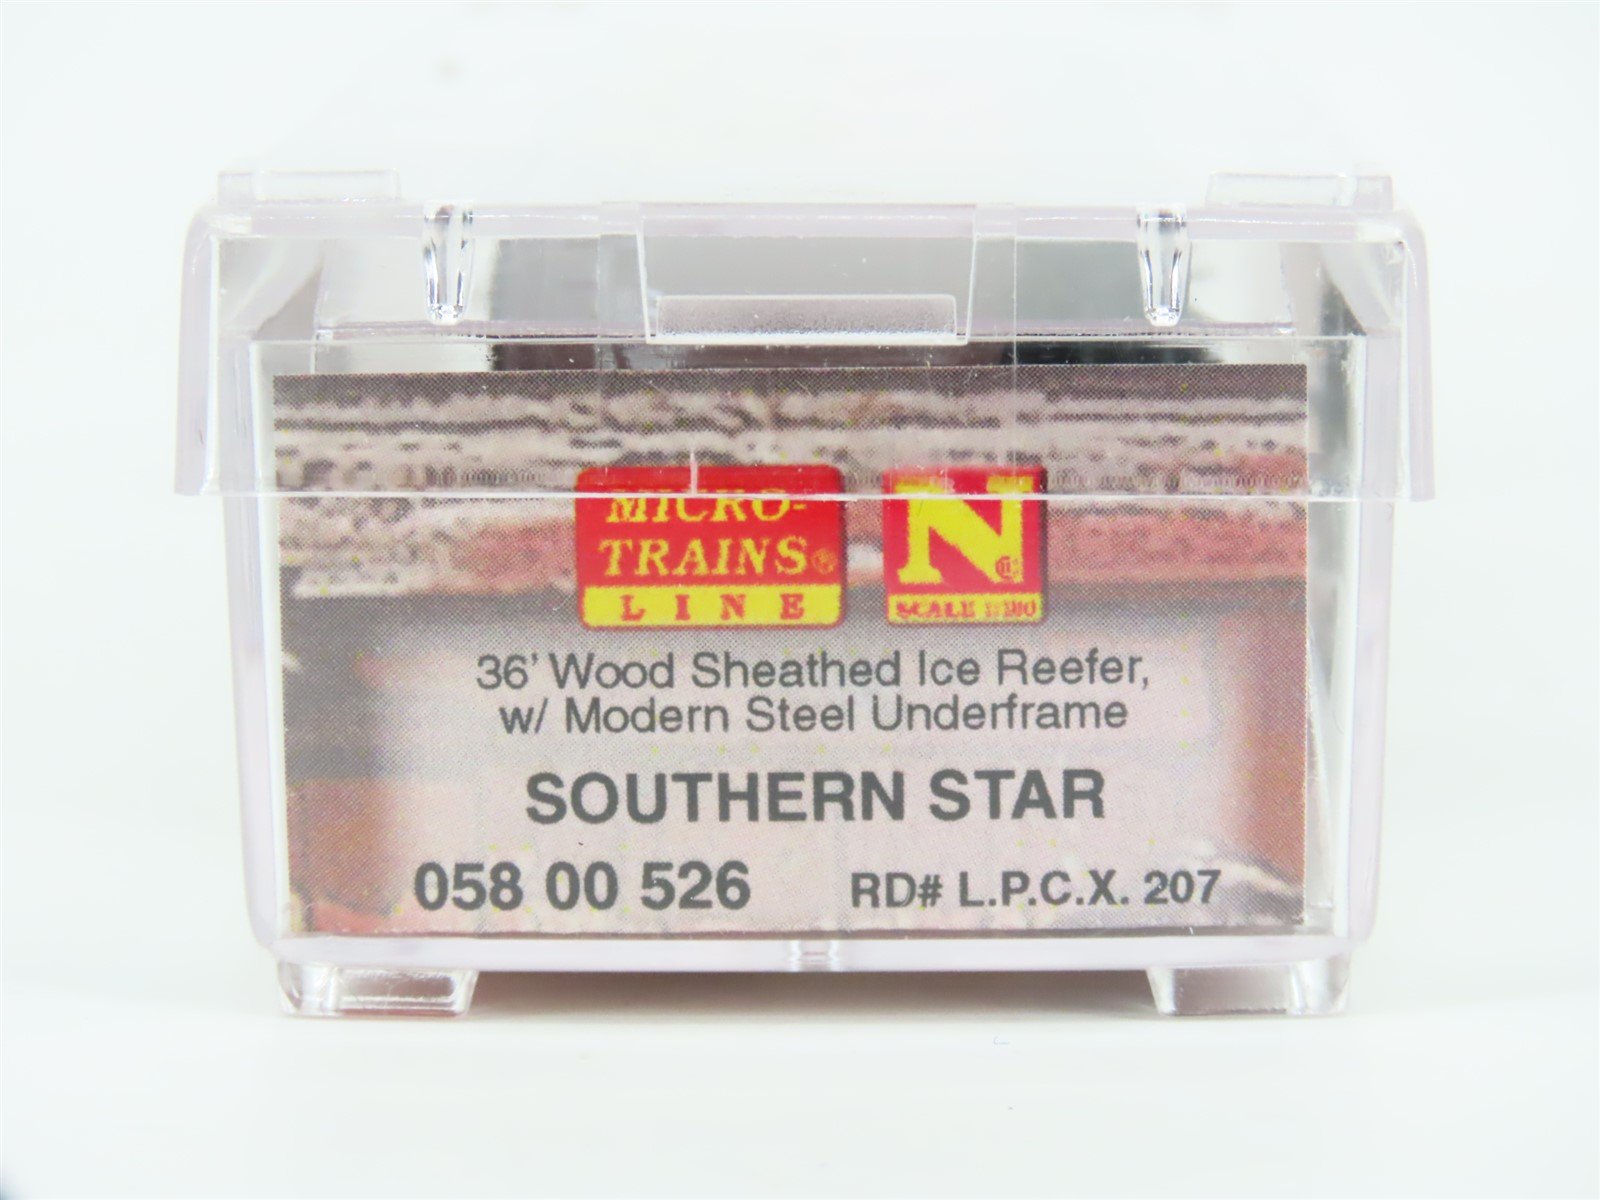 MICRO-
TRAINS®
LINE
N
SCALE 1:160
36' Wood Sheathed Ice Reefer,
w/ Modern Steel Underframe
SOUTHERN STAR
058 00 526 RD# L.P.C.X. 207